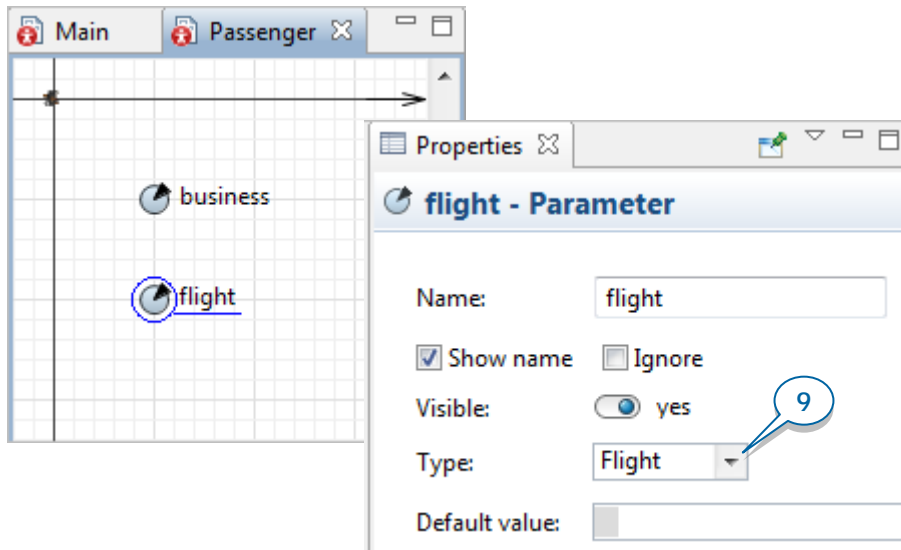 Main
Passenger
business
flight
Properties
flight - Parameter
Name: flight
Show name Ignore
Visible: yes
9
Type: Flight
Default value: